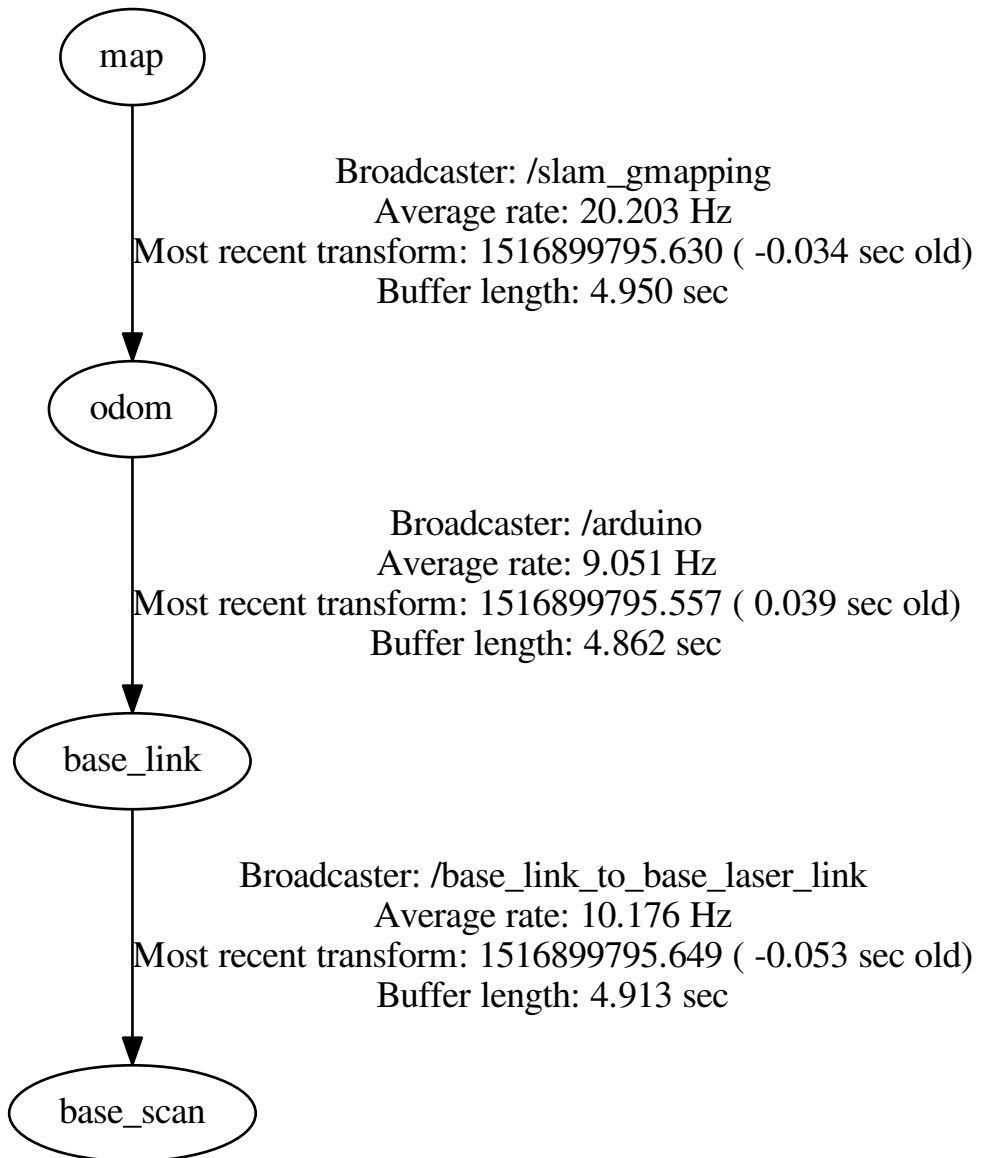 map
Broadcaster: /slam_gmapping
Average rate: 20.203 Hz
Most recent transform: 1516899795.630 ( -0.034 sec old)
Buffer length: 4.950 sec
odom
Broadcaster: /arduino
Average rate: 9.051 Hz
Most recent transform: 1516899795.557 ( 0.039 sec old)
Buffer length: 4.862 sec
base_link
Broadcaster: /base_link_to_base_laser_link
Average rate: 10.176 Hz
Most recent transform: 1516899795.649 ( -0.053 sec old)
Buffer length: 4.913 sec
base_scan